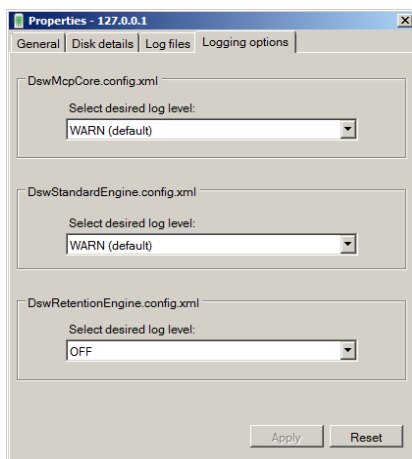 Properties - 127.0.0.1
General Disk details Log files Logging options
DswMcpCore.config.xml
Select desired log level:
WARN (default)
DswStandardEngine.config.xml
Select desired log level:
WARN (default)
DswRetentionEngine.config.xml
Select desired log level:
OFF
Apply Reset